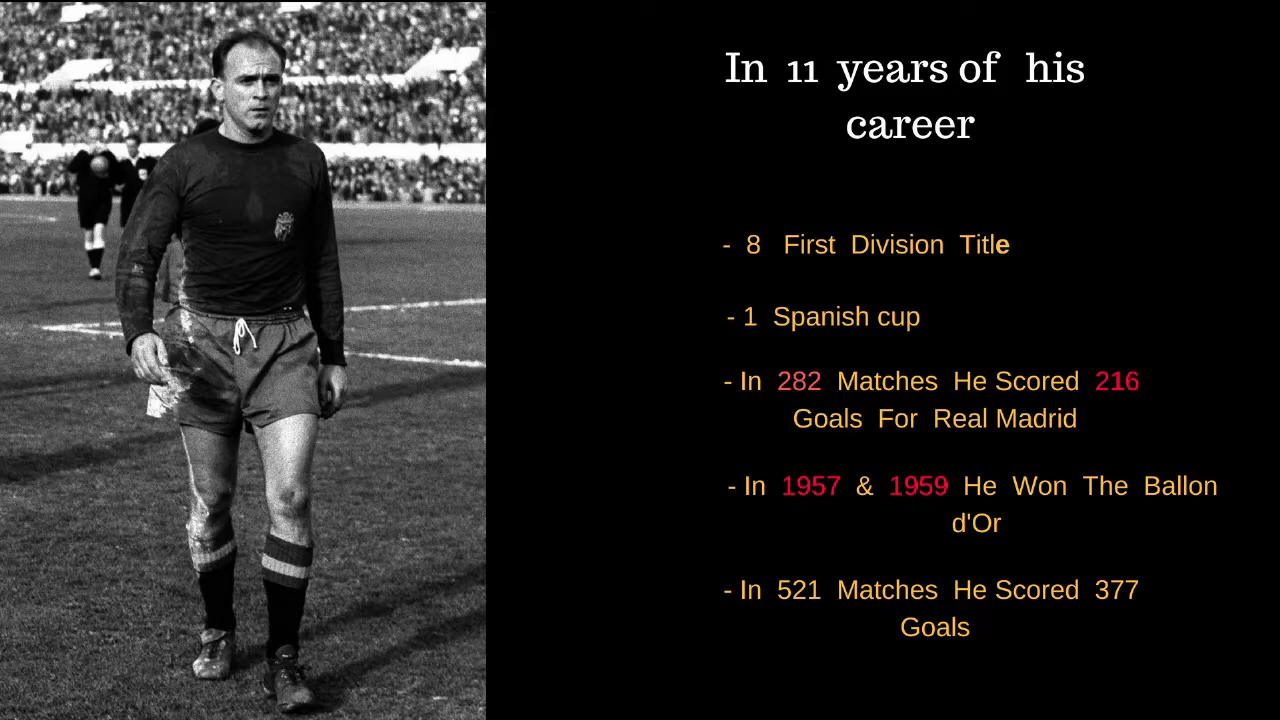 In 11 years of his
career
- 8 First Division Title
- 1 Spanish cup
- In 282 Matches He Scored 216
Goals For Real Madrid
- In 1957 & 1959 He Won The Ballon
d'Or
- In 521 Matches He Scored 377
Goals